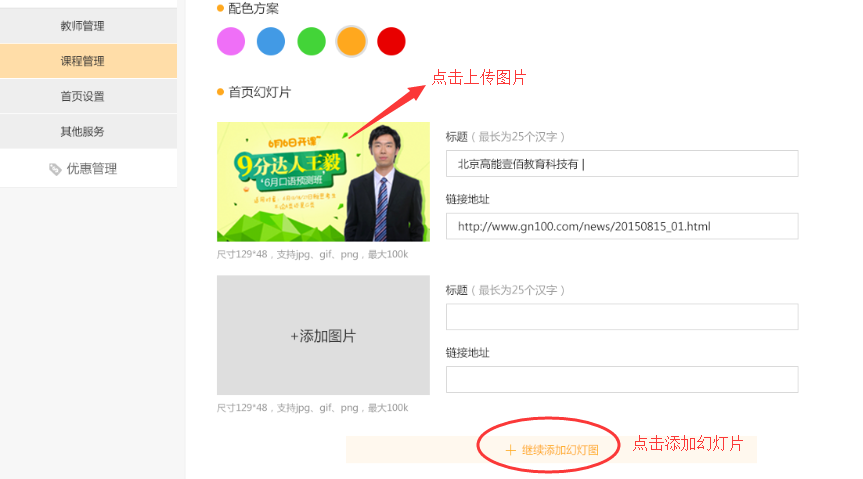 教师管理
课程管理
首页设置
其他服务
优惠管理
配色方案
首页幻灯片
点击上传图片
6月6日开课
9分达人王毅
"6月口语预测班"
尺寸129*48，支持jpg、gif、png，最大100k
标题（最长为25个汉字）
北京高能壹佰教育科技有
链接地址
http://www.gn100.com/news/20150815_01.html
+添加图片
尺寸129*48，支持jpg、gif、png，最大100k
标题（最长为25个汉字）
链接地址
+ 继续添加幻灯图
点击添加幻灯片